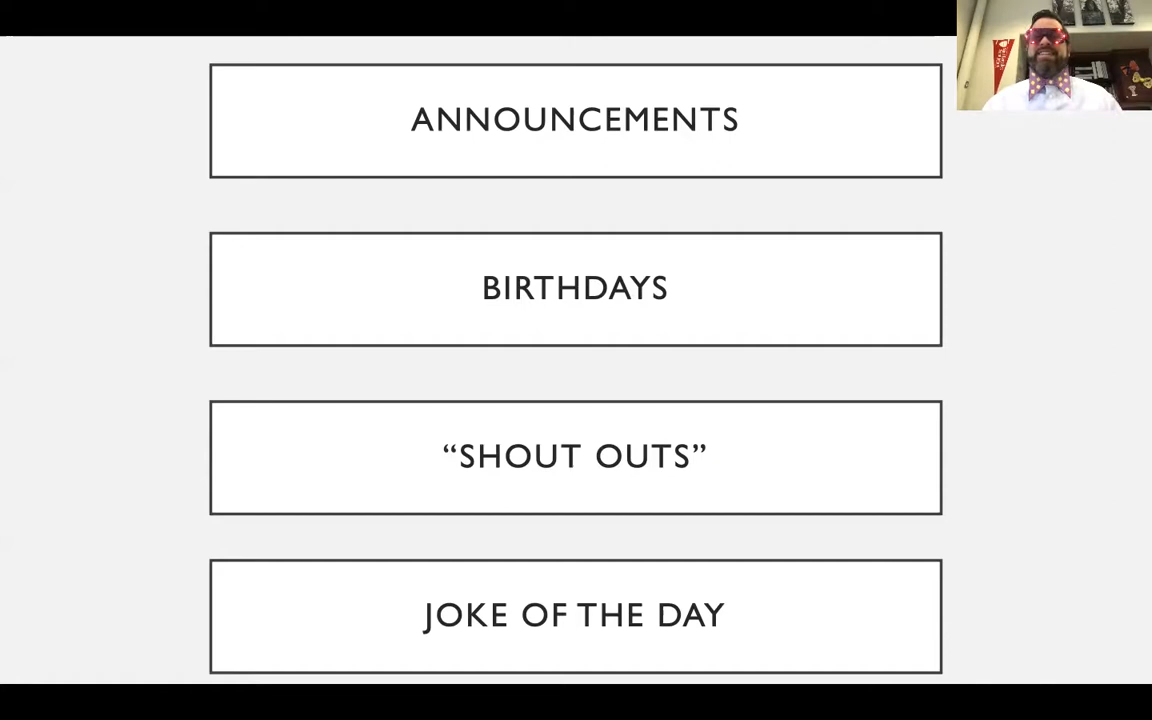 ANNOUNCEMENTS
BIRTHDAYS
“SHOUT OUTS”
JOKE OF THE DAY